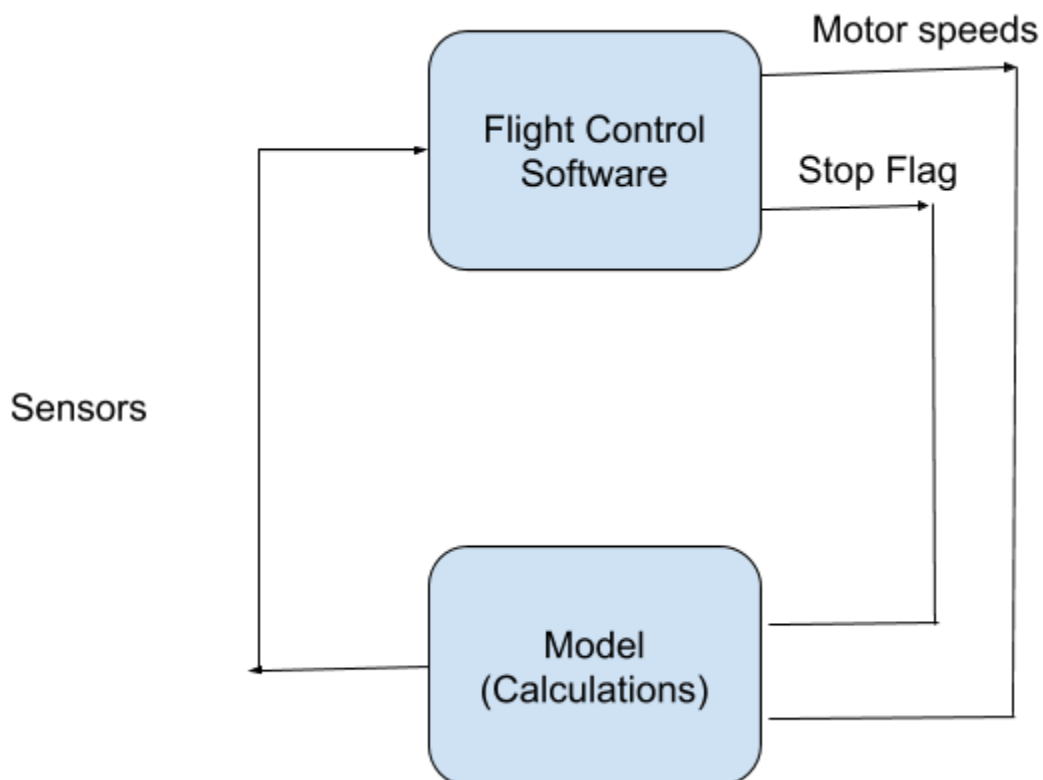 Motor speeds
Flight Control
Software
Stop Flag
Sensors
Model
(Calculations)